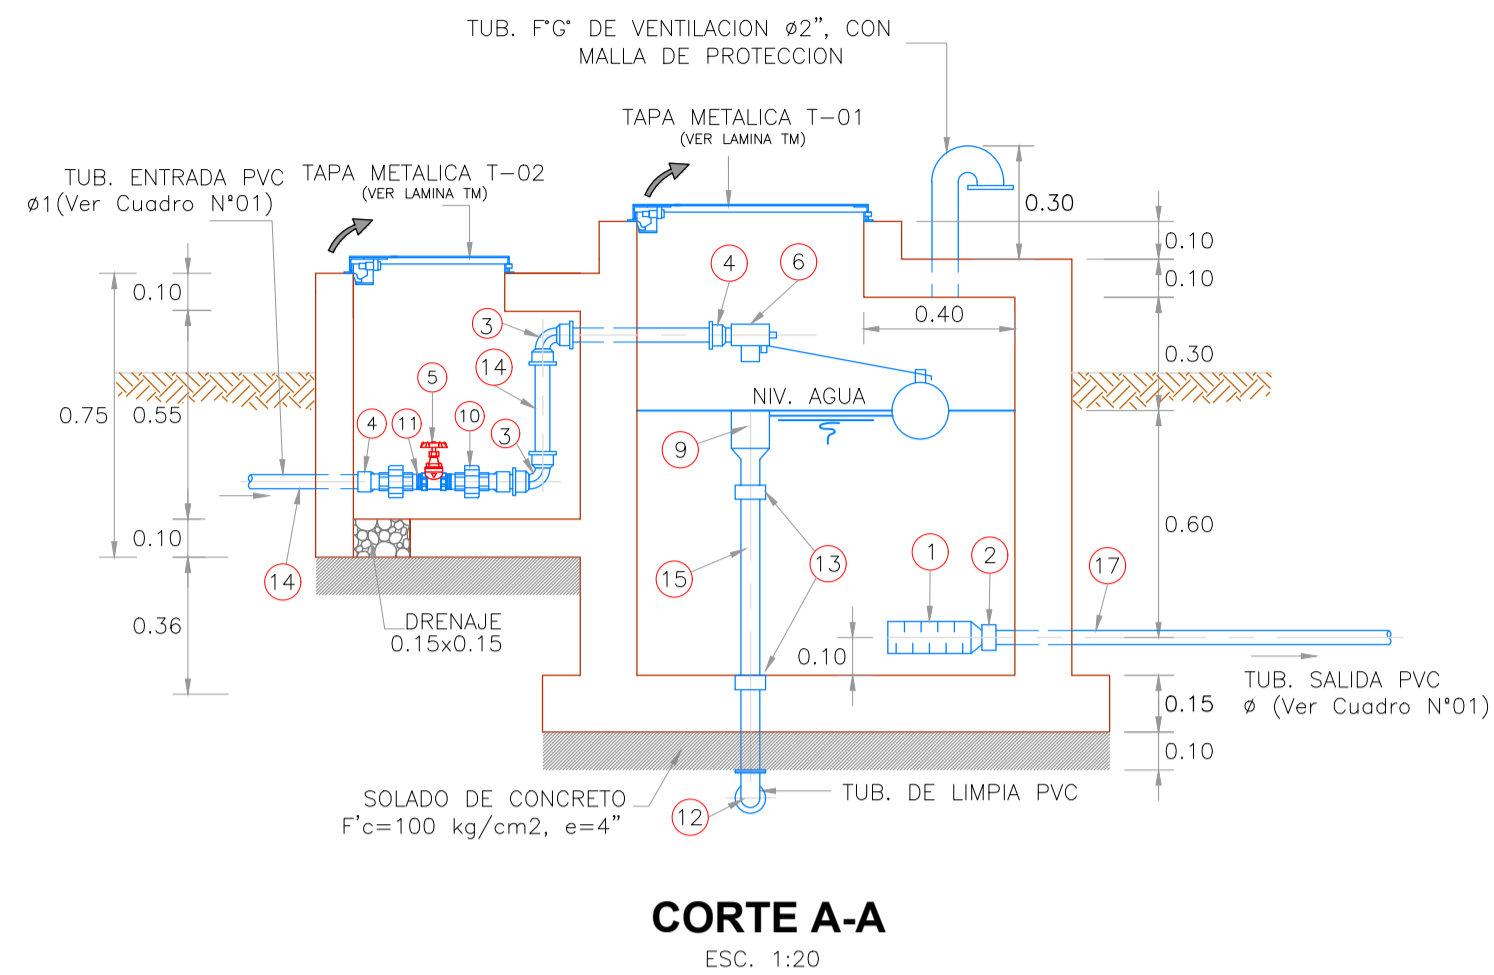 TUB. F°G° DE VENTILACION ø2", CON
MALLA DE PROTECCION
TAPA METALICA T-01
(VER LAMINA TM)
TAPA METALICA T-02
(VER LAMINA TM)
TUB. ENTRADA PVC
ø1(Ver Cuadro N°01)
0.30
0.10
0.10
0.40
0.30
0.60
0.15
0.10
0.10
0.75
0.55
0.10
0.36
4
6
3
14
5
4
11
10
3
NIV. AGUA
9
14
15
13
1
2
17
0.10
DRENAJE
0.15x0.15
TUB. SALIDA PVC
ø (Ver Cuadro N°01)
SOLADO DE CONCRETO
F'c=100 kg/cm2, e=4"
12
TUB. DE LIMPIA PVC
CORTE A-A
ESC. 1:20